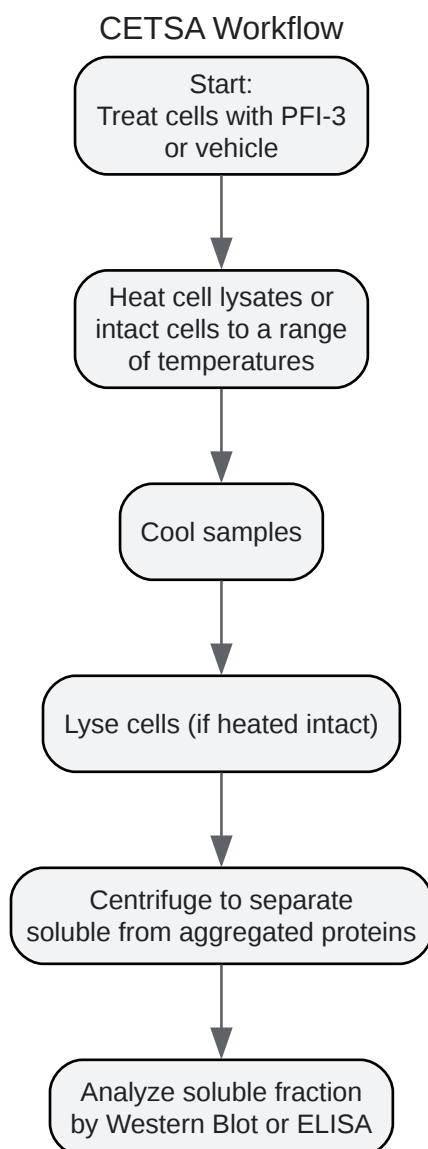 CETSA Workflow
Start:
Treat cells with PFI-3
or vehicle
Heat cell lysates or
intact cells to a range
of temperatures
Cool samples
Lyse cells (if heated intact)
Centrifuge to separate
soluble from aggregated proteins
Analyze soluble fraction
by Western Blot or ELISA